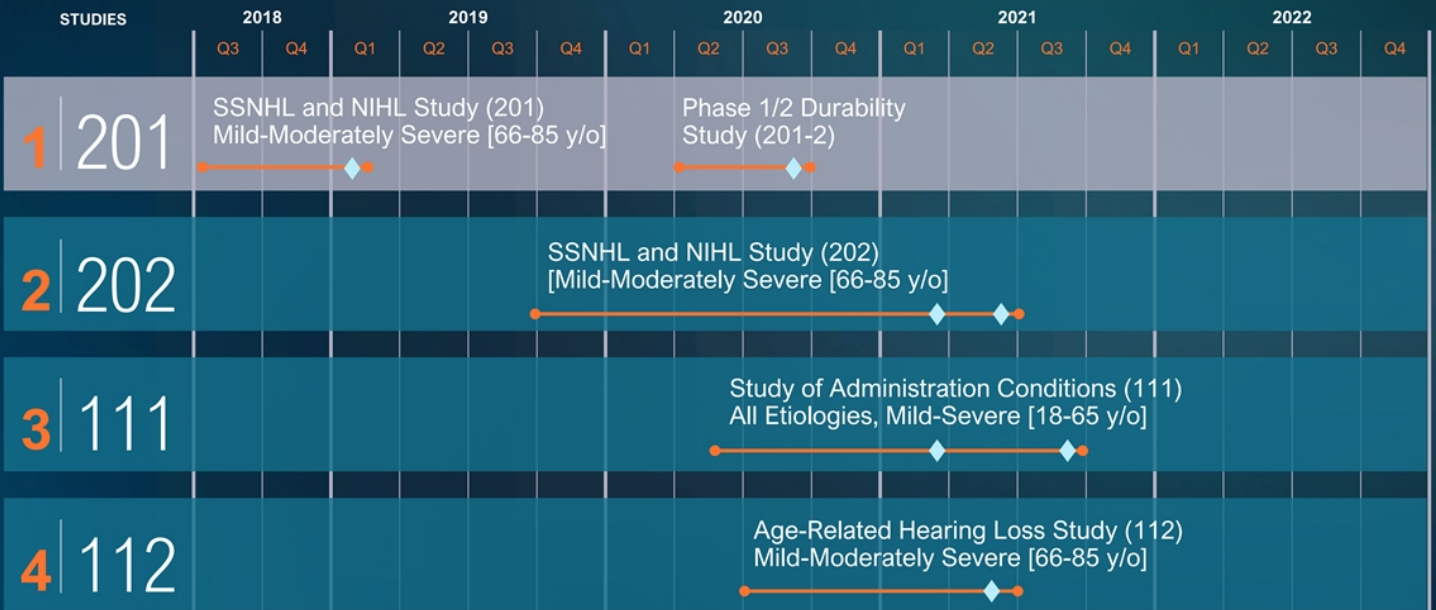 STUDIES 2018 2019 2020 2021 2022
Q3 Q4 Q1 Q2 Q3 Q4 Q1 Q2 Q3 Q4 Q1 Q2 Q3 Q4 Q1 Q2 Q3 Q4
1 201
SSNHL and NIHL Study (201)
Mild-Moderately Severe [66-85 y/o]
Phase 1/2 Durability
Study (201-2)
2 202
SSNHL and NIHL Study (202)
[Mild-Moderately Severe [66-85 y/o]
3 111
Study of Administration Conditions (111)
All Etiologies, Mild-Severe [18-65 y/o]
4 112
Age-Related Hearing Loss Study (112)
Mild-Moderately Severe [66-85 y/o]